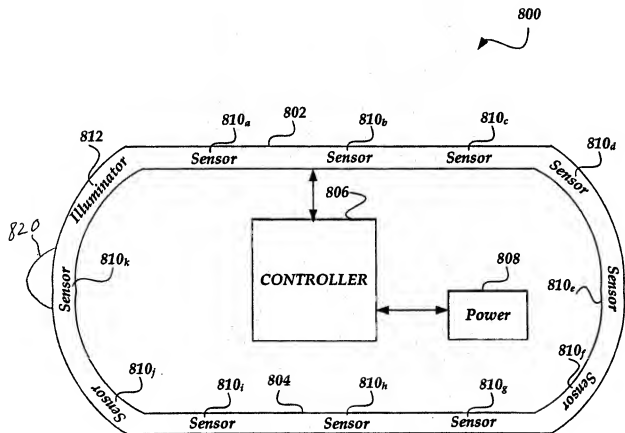 800
810a 802 810b 810c
812 810d
Sensor Sensor Sensor
Illuminator Sensor
806
820
CONTROLLER 808
Sensor 810k Power 810e Sensor
810j 810i 804 810h 810g 810f
Sensor Sensor
Sensor Sensor Sensor